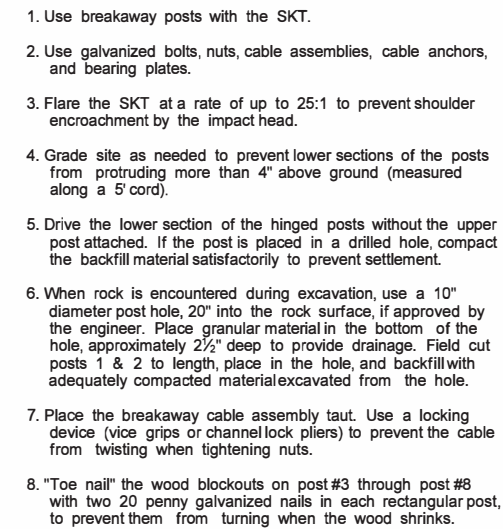 1. Use breakaway posts with the SKT.
2. Use galvanized bolts, nuts, cable assemblies, cable anchors,
and bearing plates.
3. Flare the SKT at a rate of up to 25:1 to prevent shoulder
encroachment by the impact head.
4. Grade site as needed to prevent lower sections of the posts
from protruding more than 4" above ground (measured
along a 5' cord).
5. Drive the lower section of the hinged posts without the upper
post attached. If the post is placed in a drilled hole, compact
the backfill material satisfactorily to prevent settlement.
6. When rock is encountered during excavation, use a 10"
diameter post hole, 20" into the rock surface, if approved by
the engineer. Place granular material in the bottom of the
hole, approximately 2½" deep to provide drainage. Field cut
posts 1 & 2 to length, place in the hole, and backfill with
adequately compacted material excavated from the hole.
7. Place the breakaway cable assembly taut. Use a locking
device (vice grips or channel lock pliers) to prevent the cable
from twisting when tightening nuts.
8. "Toe nail" the wood blockouts on post #3 through post #8
with two 20 penny galvanized nails in each rectangular post,
to prevent them from turning when the wood shrinks.